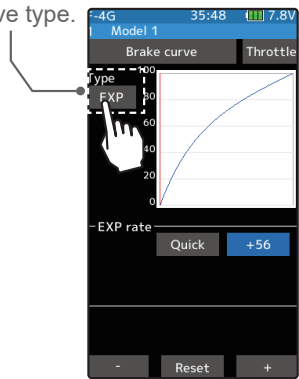 ve type.
-4G 35:48 7.8V
Model 1
Brake curve Throttle
Type
100
EXP
80
60
40
20
0
EXP rate
Quick +56
- Reset +